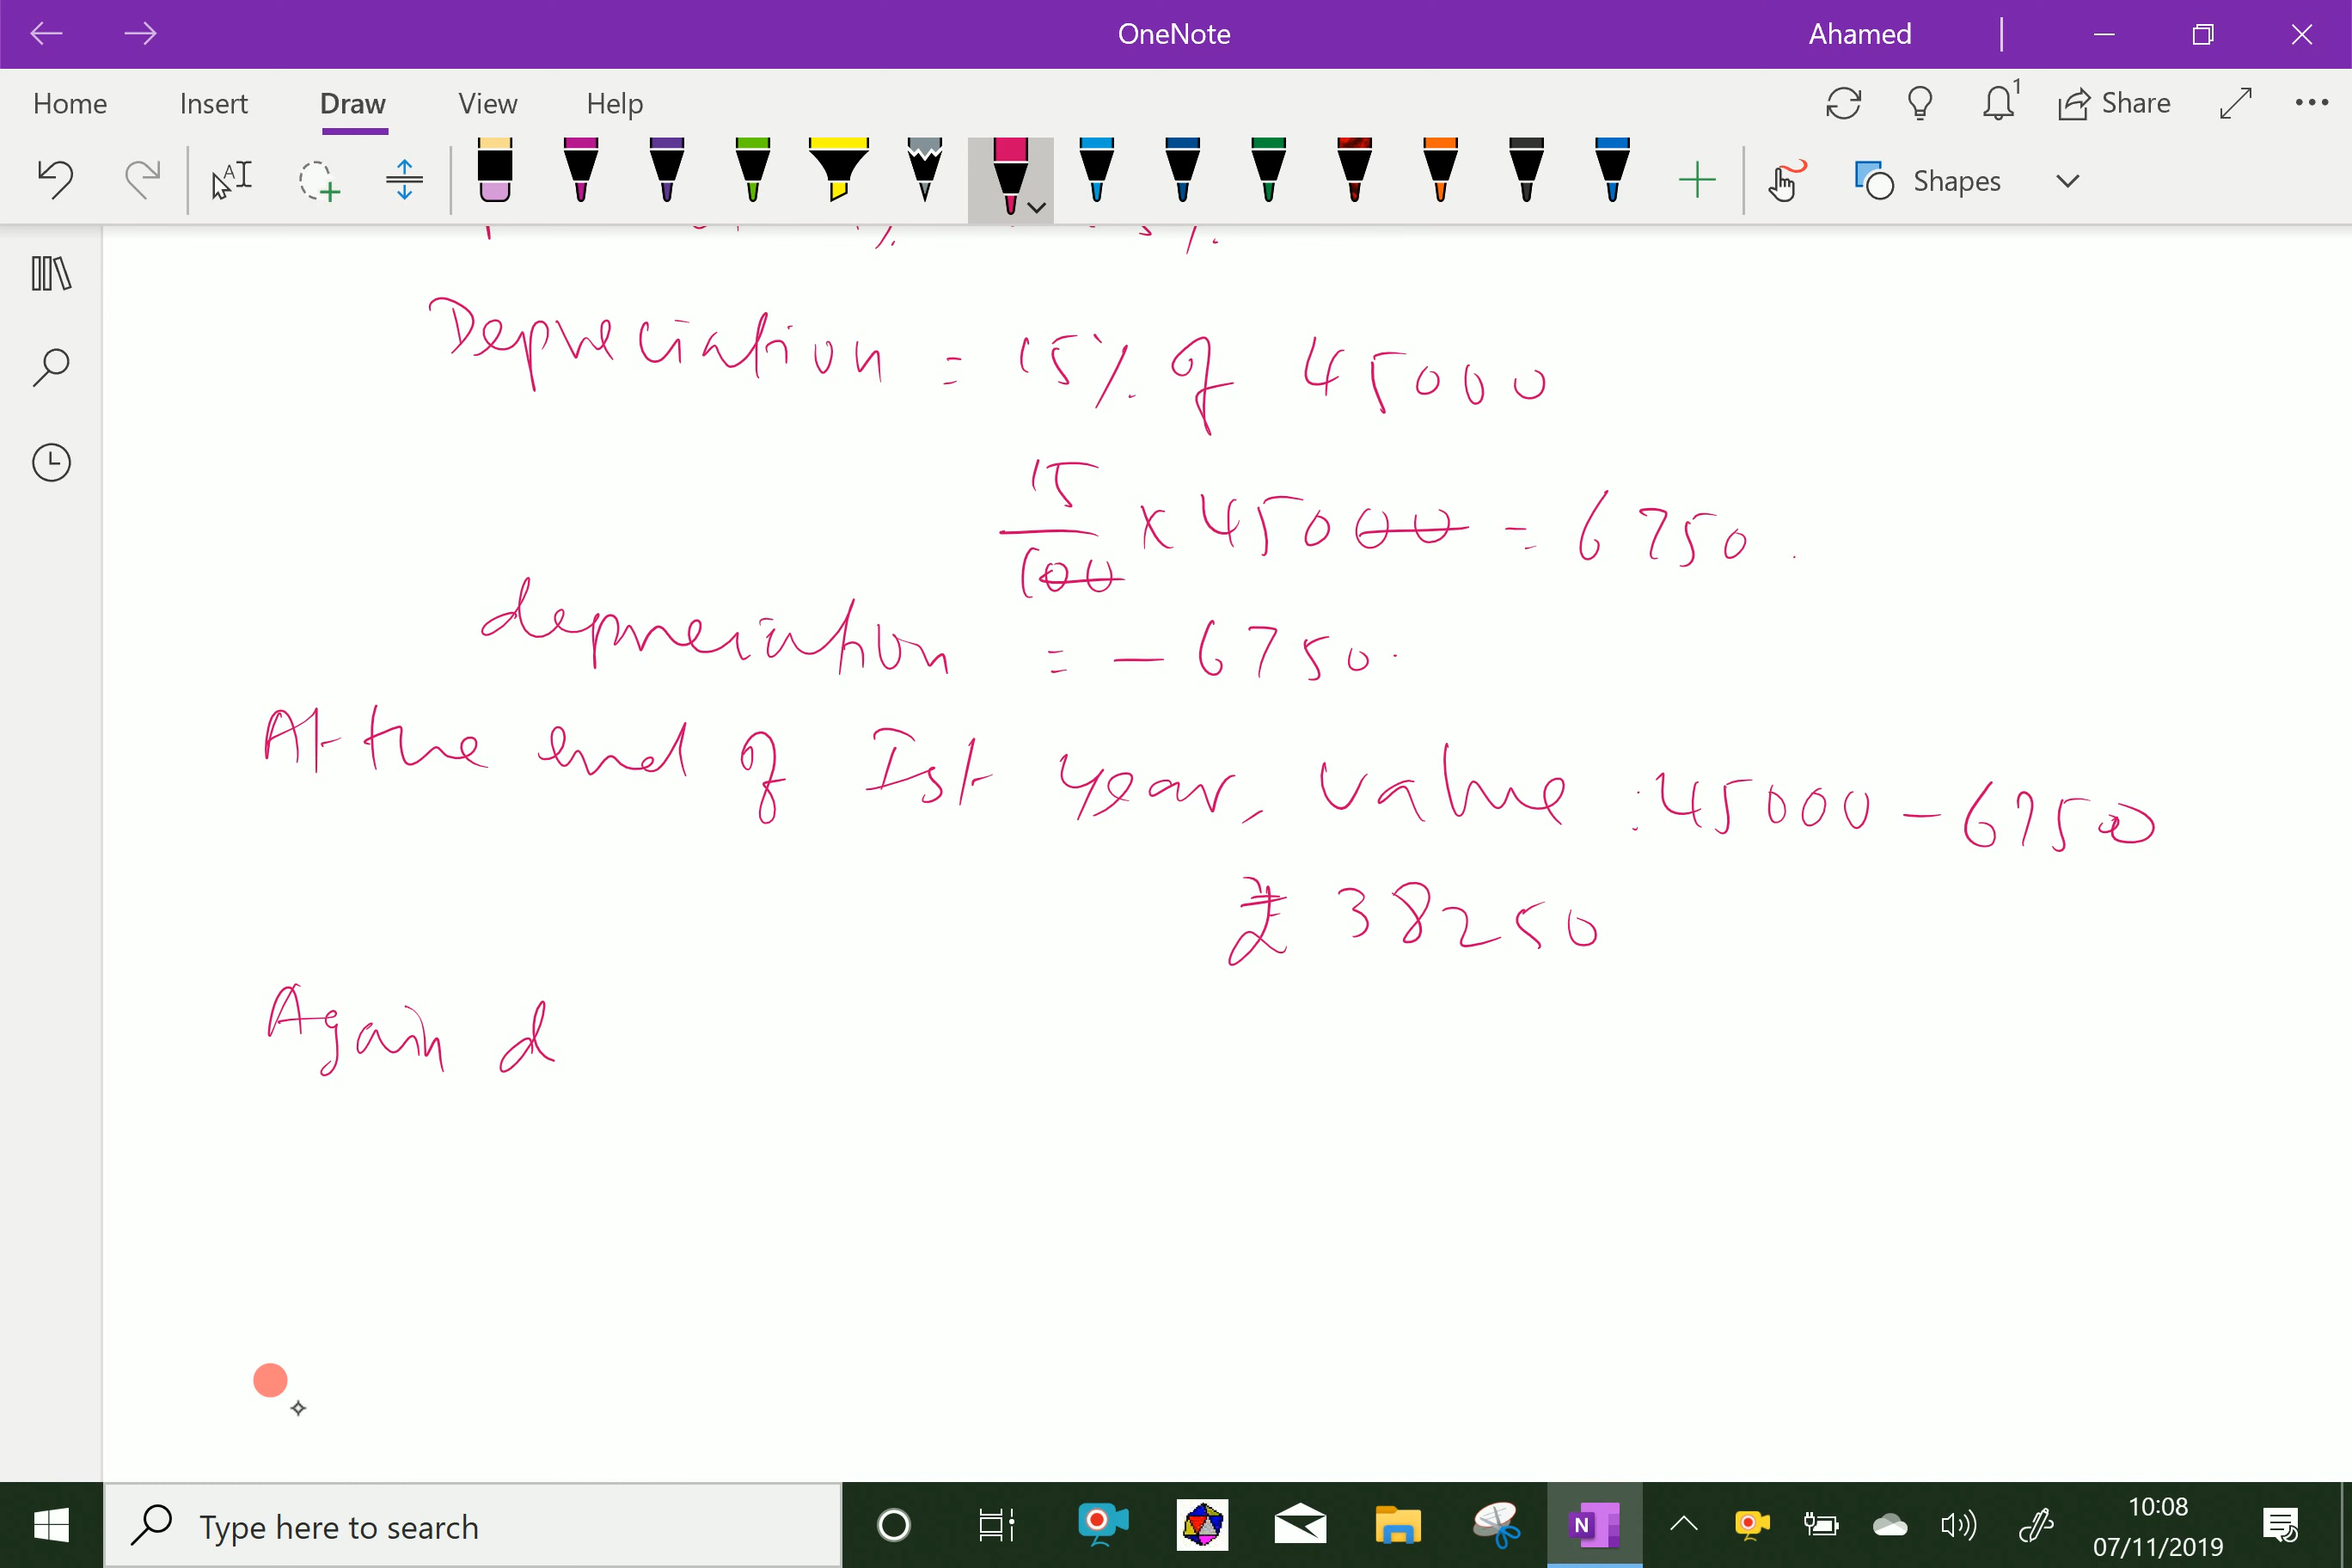 OneNote
Ahamed
Home Insert Draw View Help
1
Share
Shapes
Depreciation = 15% of 45000
15
100 × 45000 = 6750.
depreciation = - 6750.
At the end of Ist year, value : 45000 - 6750
₹ 38250
Again d
Type here to search
N
10:08
07/11/2019